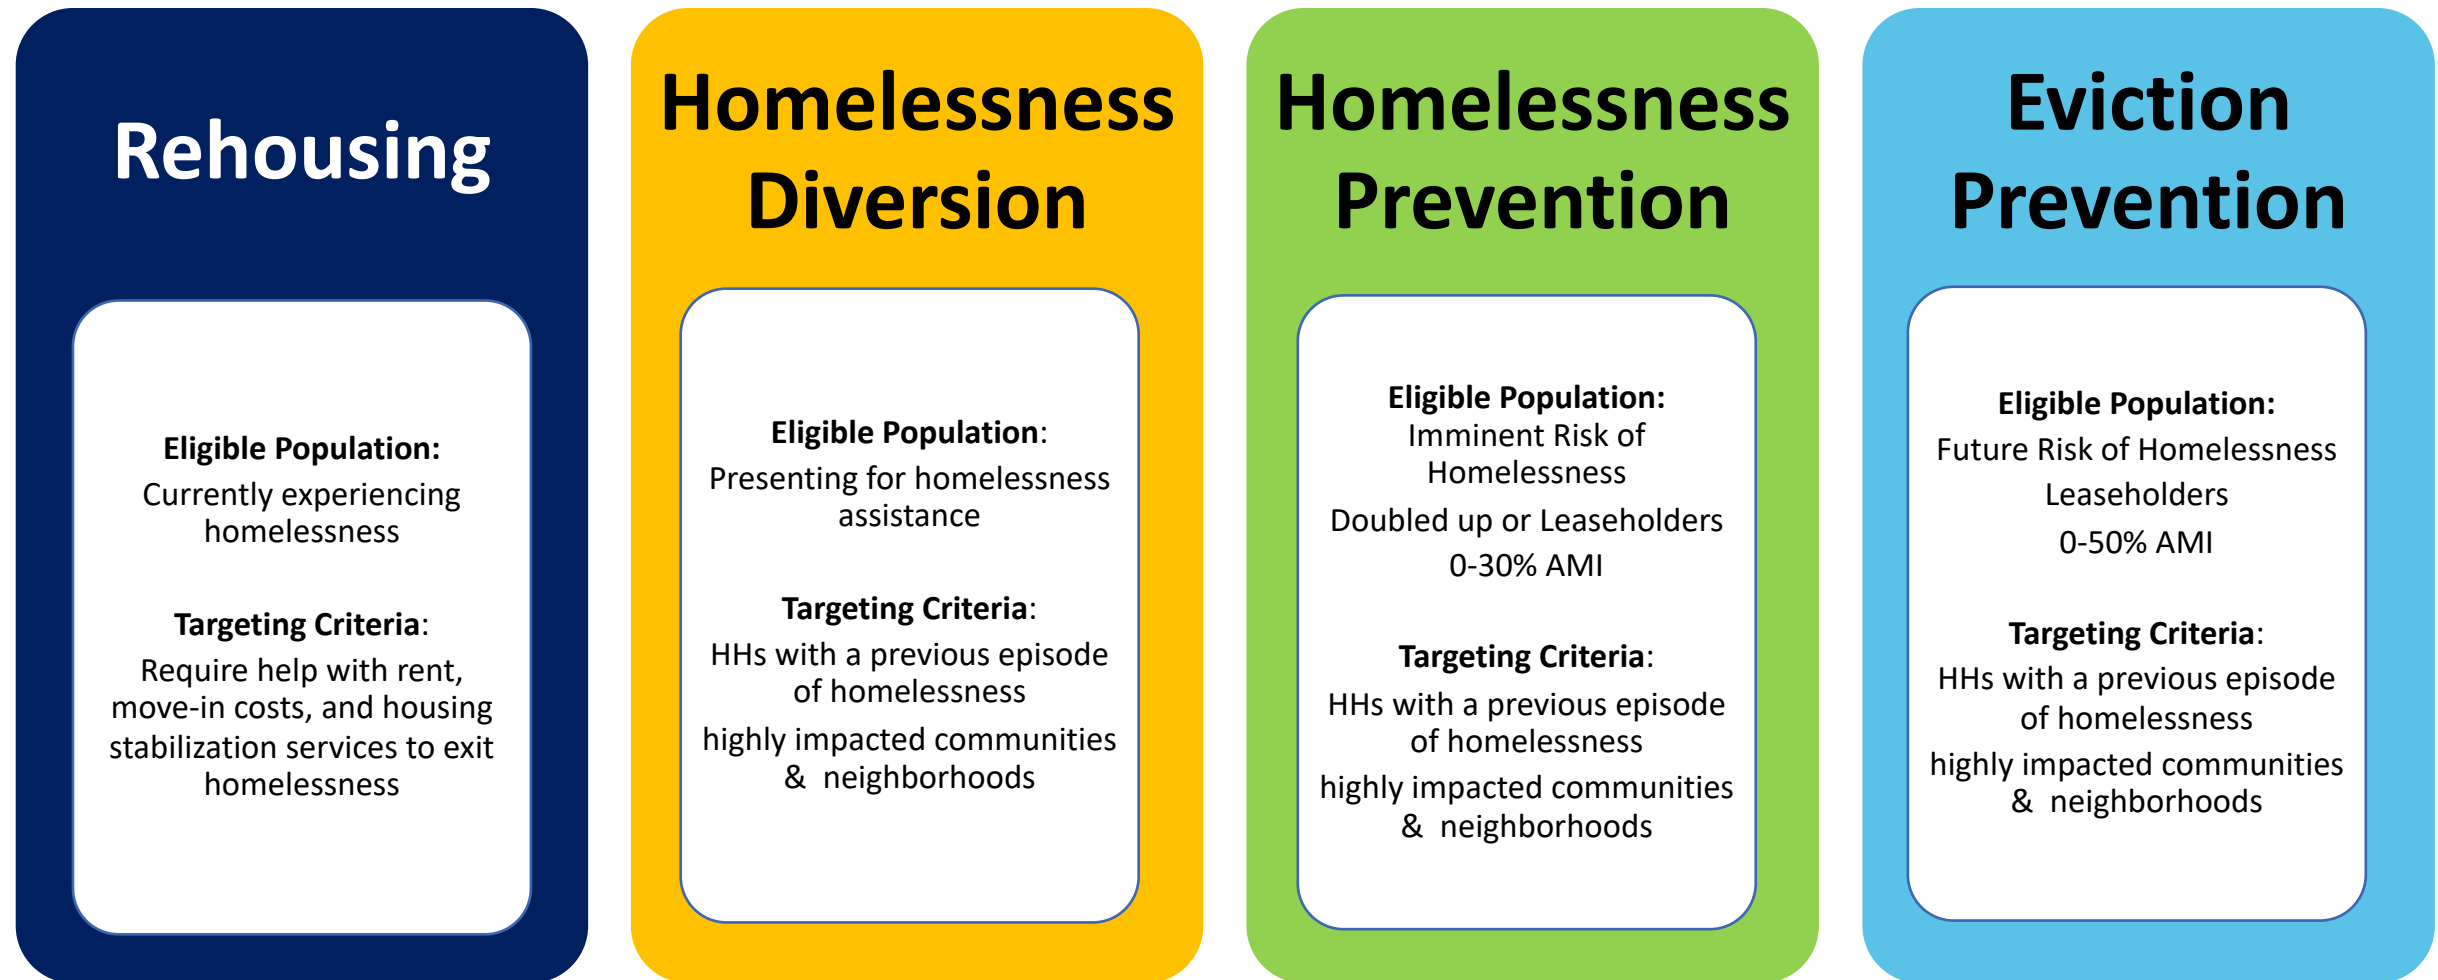 Rehousing
Eligible Population:
Currently experiencing
homelessness
Targeting Criteria:
Require help with rent,
move-in costs, and housing
stabilization services to exit
homelessness
Homelessness
Diversion
Eligible Population:
Presenting for homelessness
assistance
Targeting Criteria:
HHs with a previous episode
of homelessness
highly impacted communities
& neighborhoods
Homelessness
Prevention
Eligible Population:
Imminent Risk of
Homelessness
Doubled up or Leaseholders
0-30% AMI
Targeting Criteria:
HHs with a previous episode
of homelessness
highly impacted communities
& neighborhoods
Eviction
Prevention
Eligible Population:
Future Risk of Homelessness
Leaseholders
0-50% AMI
Targeting Criteria:
HHs with a previous episode
of homelessness
highly impacted communities
& neighborhoods